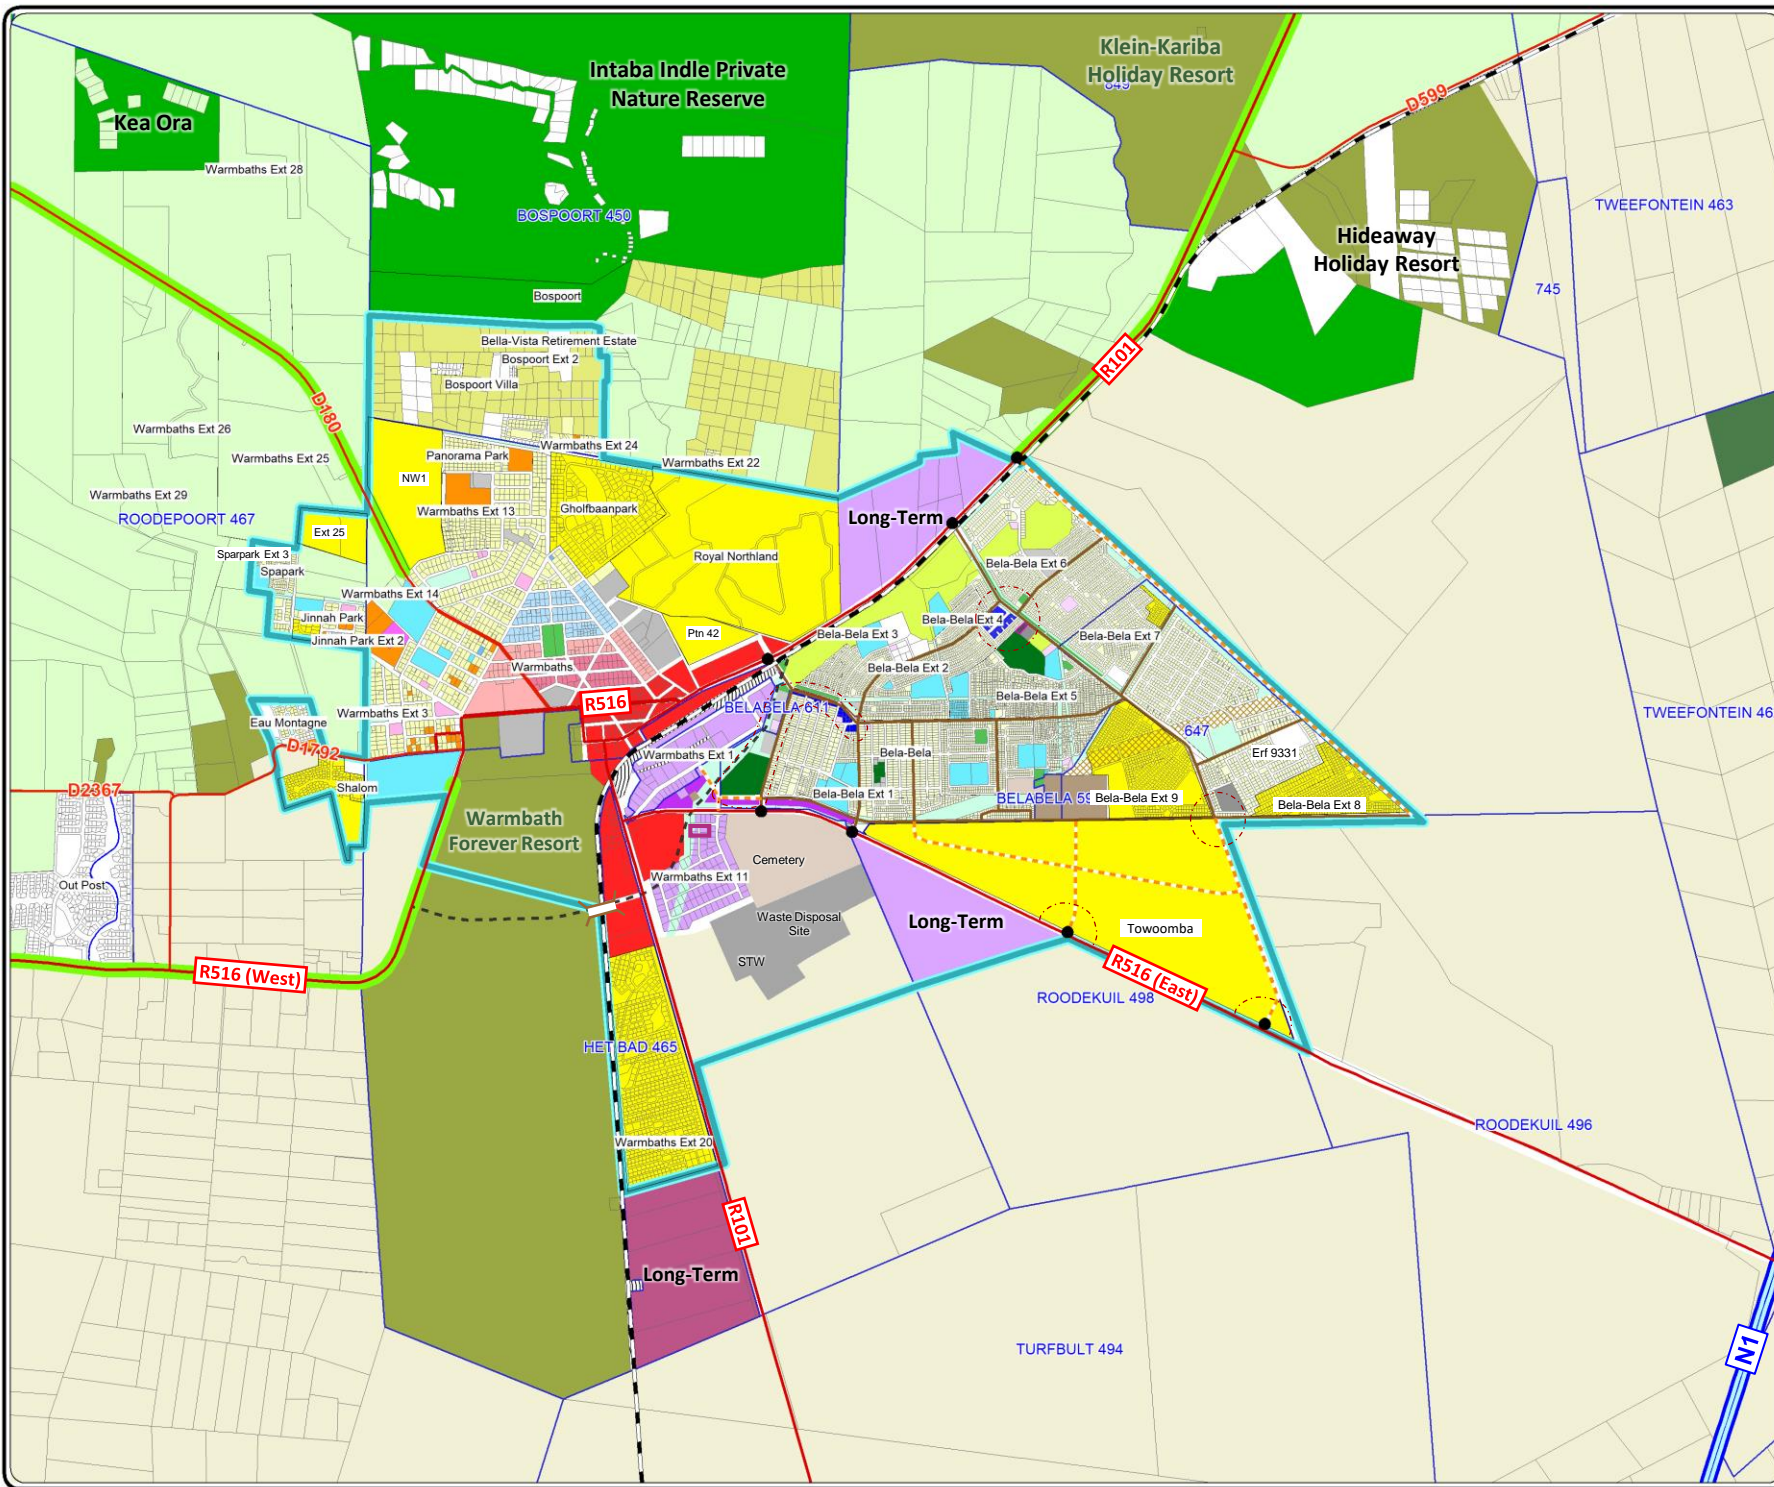 Klein-Kariba
Holiday Resort
849
Intaba Indle Private
Nature Reserve
Kea Ora
D599
Warmbaths Ext 28
BOSPOORT 450
TWEEFONTEIN 463
Hideaway
Holiday Resort
745
Bospoort
Bella-Vista Retirement Estate
Bospoort Ext 2
Bospoort Villa
R101
D180
Warmbaths Ext 26
Warmbaths Ext 24
Panorama Park
Warmbaths Ext 25
Warmbaths Ext 22
NW1
Warmbaths Ext 29
Gholfbaanpark
Warmbaths Ext 13
ROODEPOORT 467
Long-Term
Ext 25
Sparpark Ext 3
Spapark
Royal Northland
Bela-Bela Ext 6
Warmbaths Ext 14
Jinnah Park
Jinnah Park Ext 2
Ptn 42
Bela-Bela Ext 3
Bela-Bela Ext 4
Bela-Bela Ext 7
Warmbaths
Bela-Bela Ext 2
Bela-Bela Ext 5
R516
BELABELA 611
Warmbaths Ext 3
Eau Montagne
TWEEFONTEIN 46
647
D1792
Warmbaths Ext 1
Bela-Bela
Erf 9331
Shalom
D2367
Bela-Bela Ext 1
BELABELA 59
Bela-Bela Ext 9
Bela-Bela Ext 8
Warmbath
Forever Resort
Cemetery
Out Post
Warmbaths Ext 11
Waste Disposal
Site
Long-Term
Towoomba
STW
R516 (West)
R516 (East)
ROODEKUIL 498
HET BAD 465
ROODEKUIL 496
Warmbaths Ext 20
R101
Long-Term
TURFBULT 494
N1